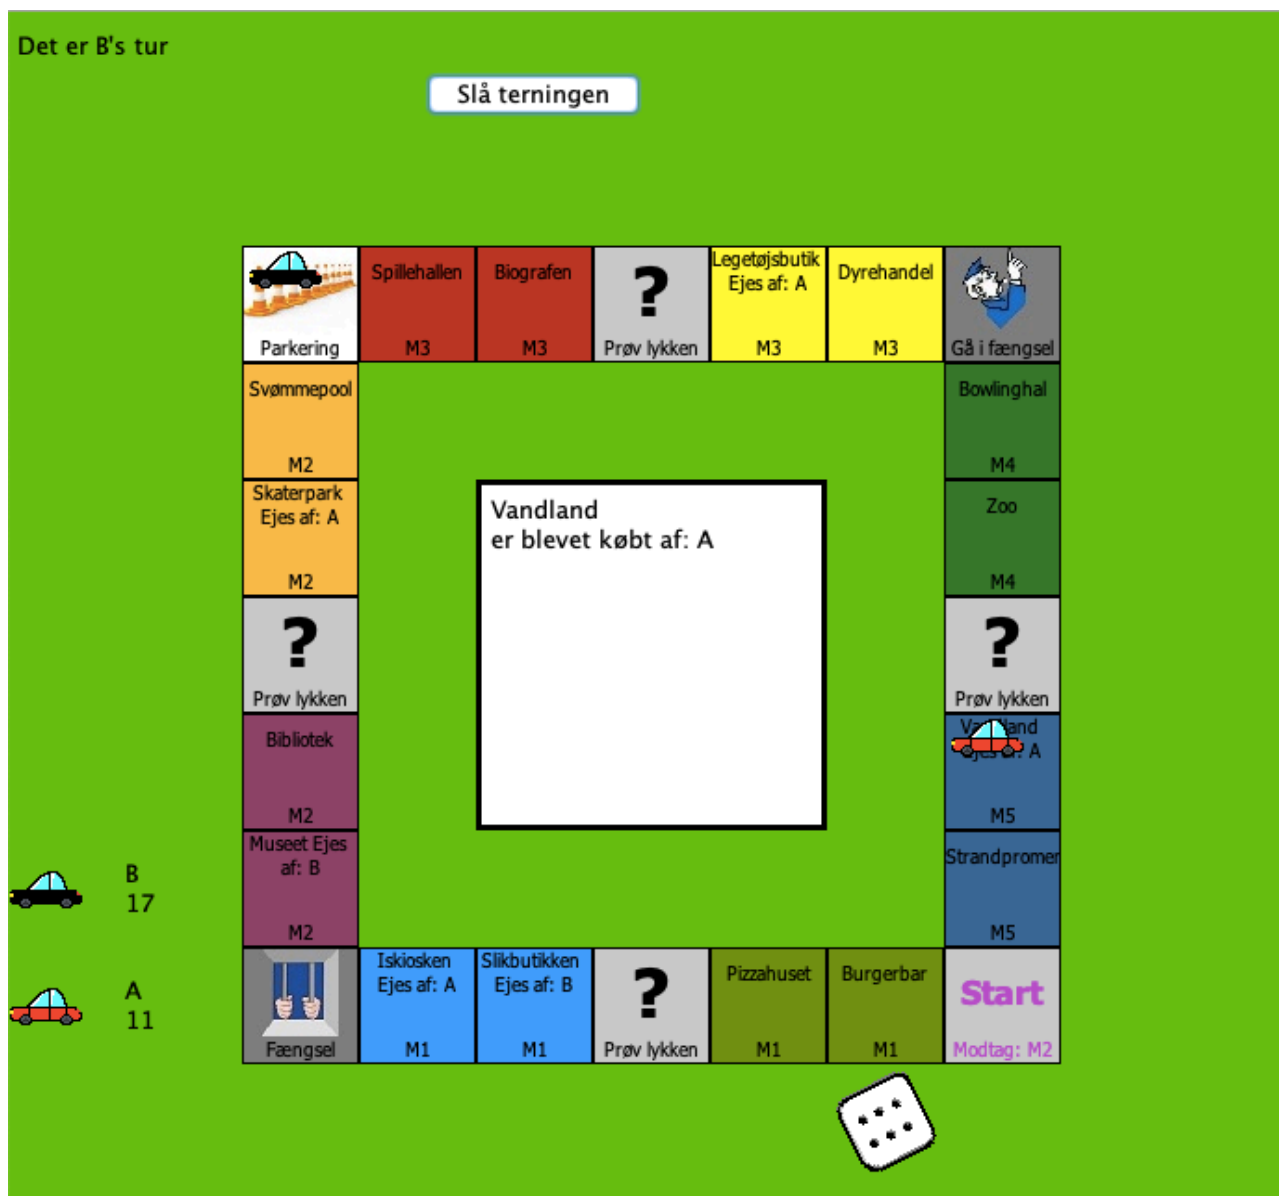 Det er B's tur
Slå terningen
Parkering
Spillehallen
M3
Biografen
M3
?
Prøv lykken
Legetøjsbutik
Ejes af: A
M3
Dyrehandel
M3
Gå i fængsel
Svømmepool
M2
Bowlinghal
M4
Skaterpark
Ejes af: A
M2
Vandland
er blevet købt af: A
Zoo
M4
?
Prøv lykken
?
Prøv lykken
Bibliotek
M2
A
M5
Museet Ejes
af: B
M2
Strandpromer
M5
B
17
A
11
Fængsel
Iskiosken
Ejes af: A
M1
Slikbutikken
Ejes af: B
M1
?
Prøv lykken
Pizzahuset
M1
Burgerbar
M1
Start
Modtag: M2